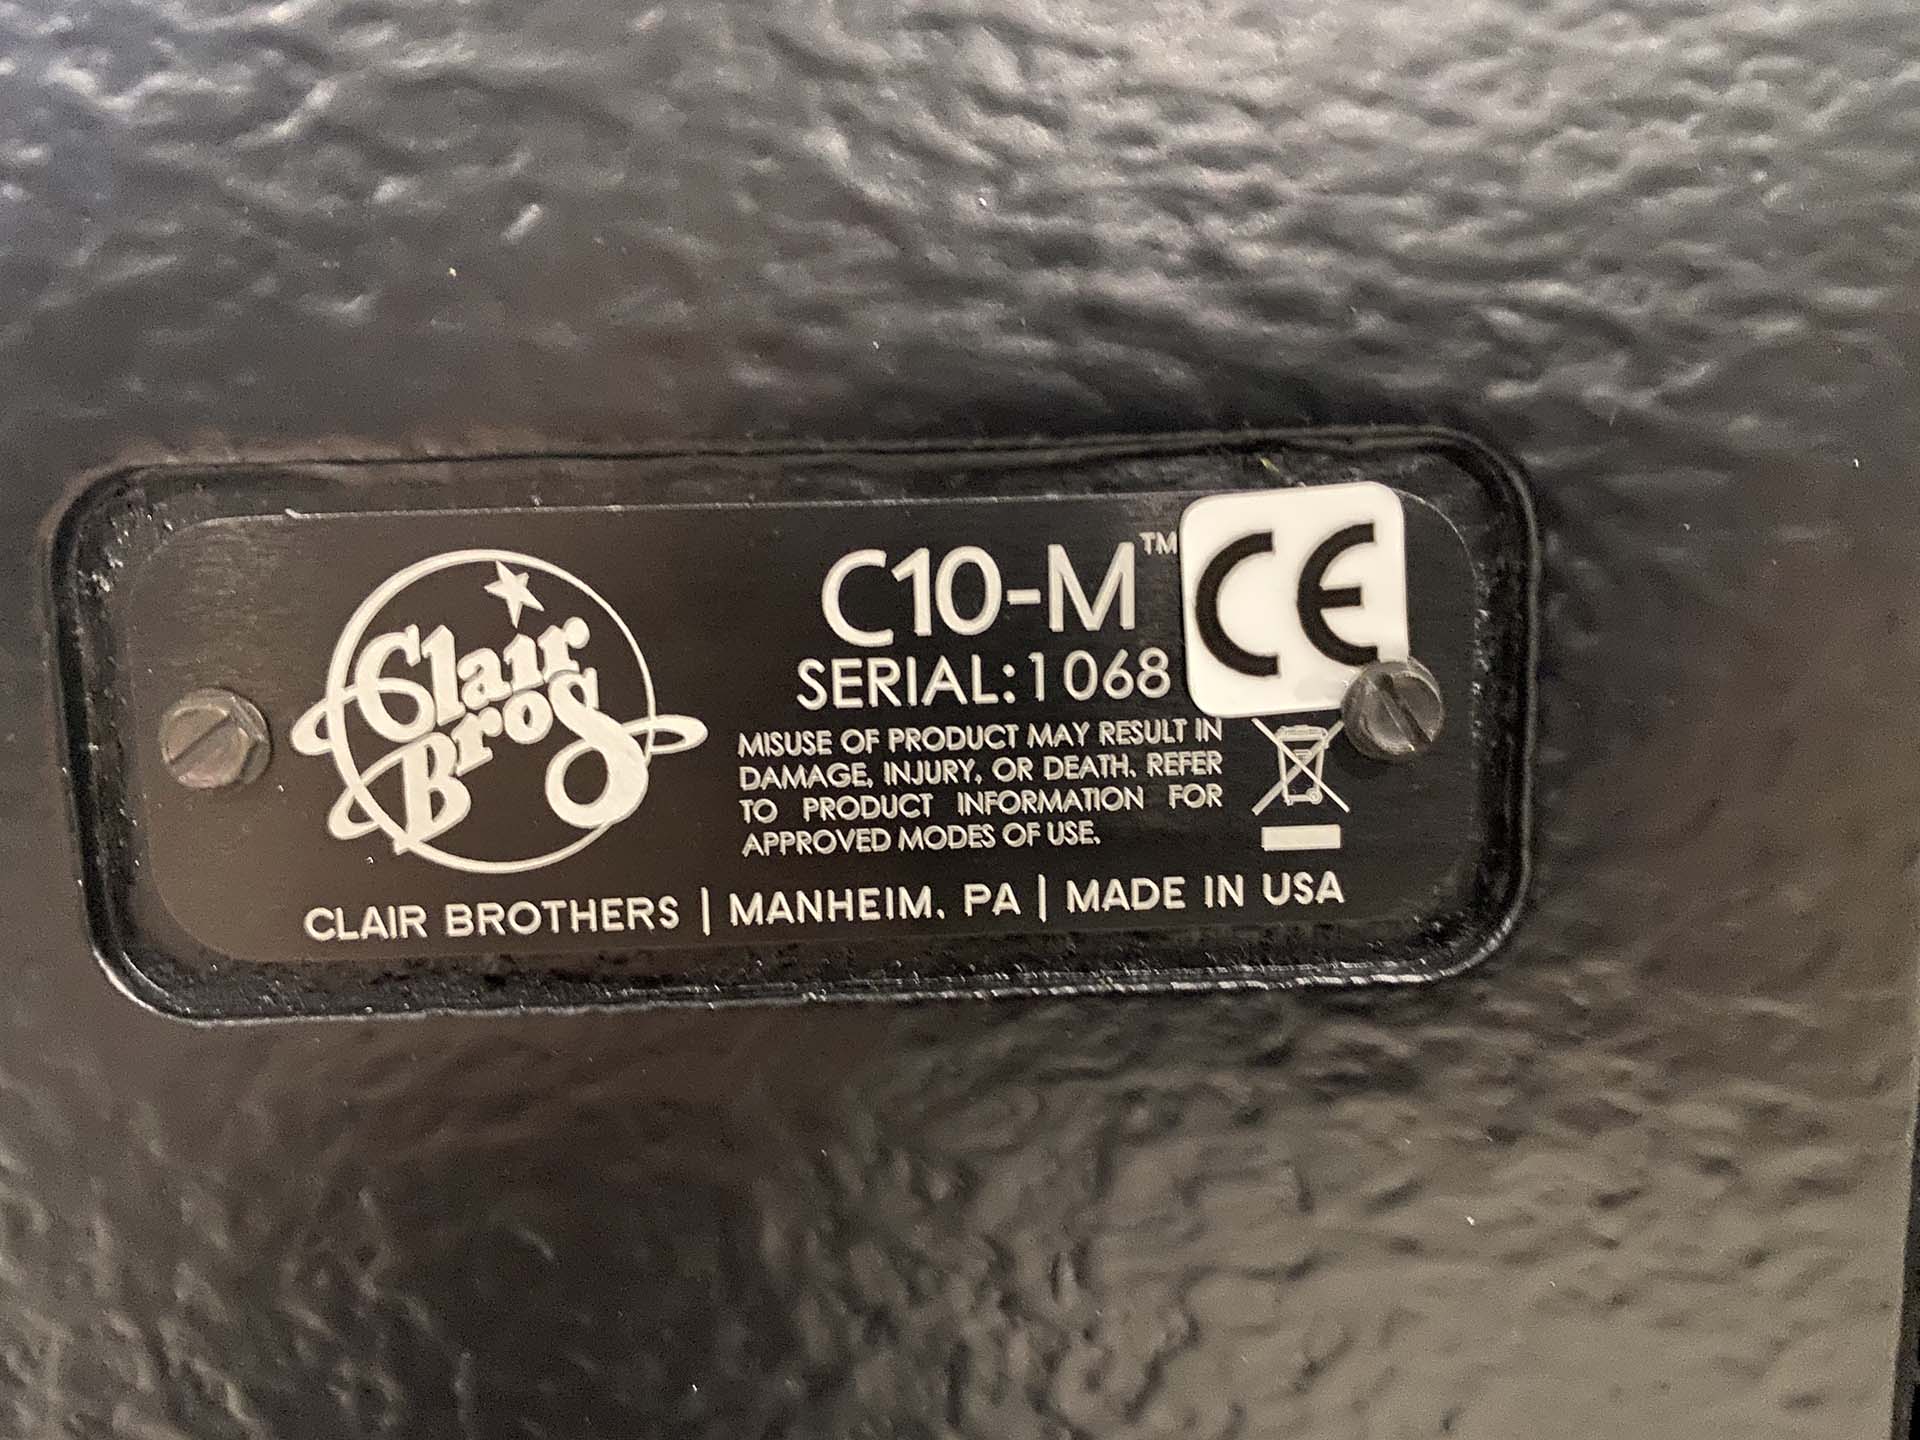 Clair Bros
C10-M™
CE
SERIAL:1068
MISUSE OF PRODUCT MAY RESULT IN
DAMAGE, INJURY, OR DEATH. REFER
TO PRODUCT INFORMATION FOR
APPROVED MODES OF USE.
CLAIR BROTHERS | MANHEIM, PA | MADE IN USA